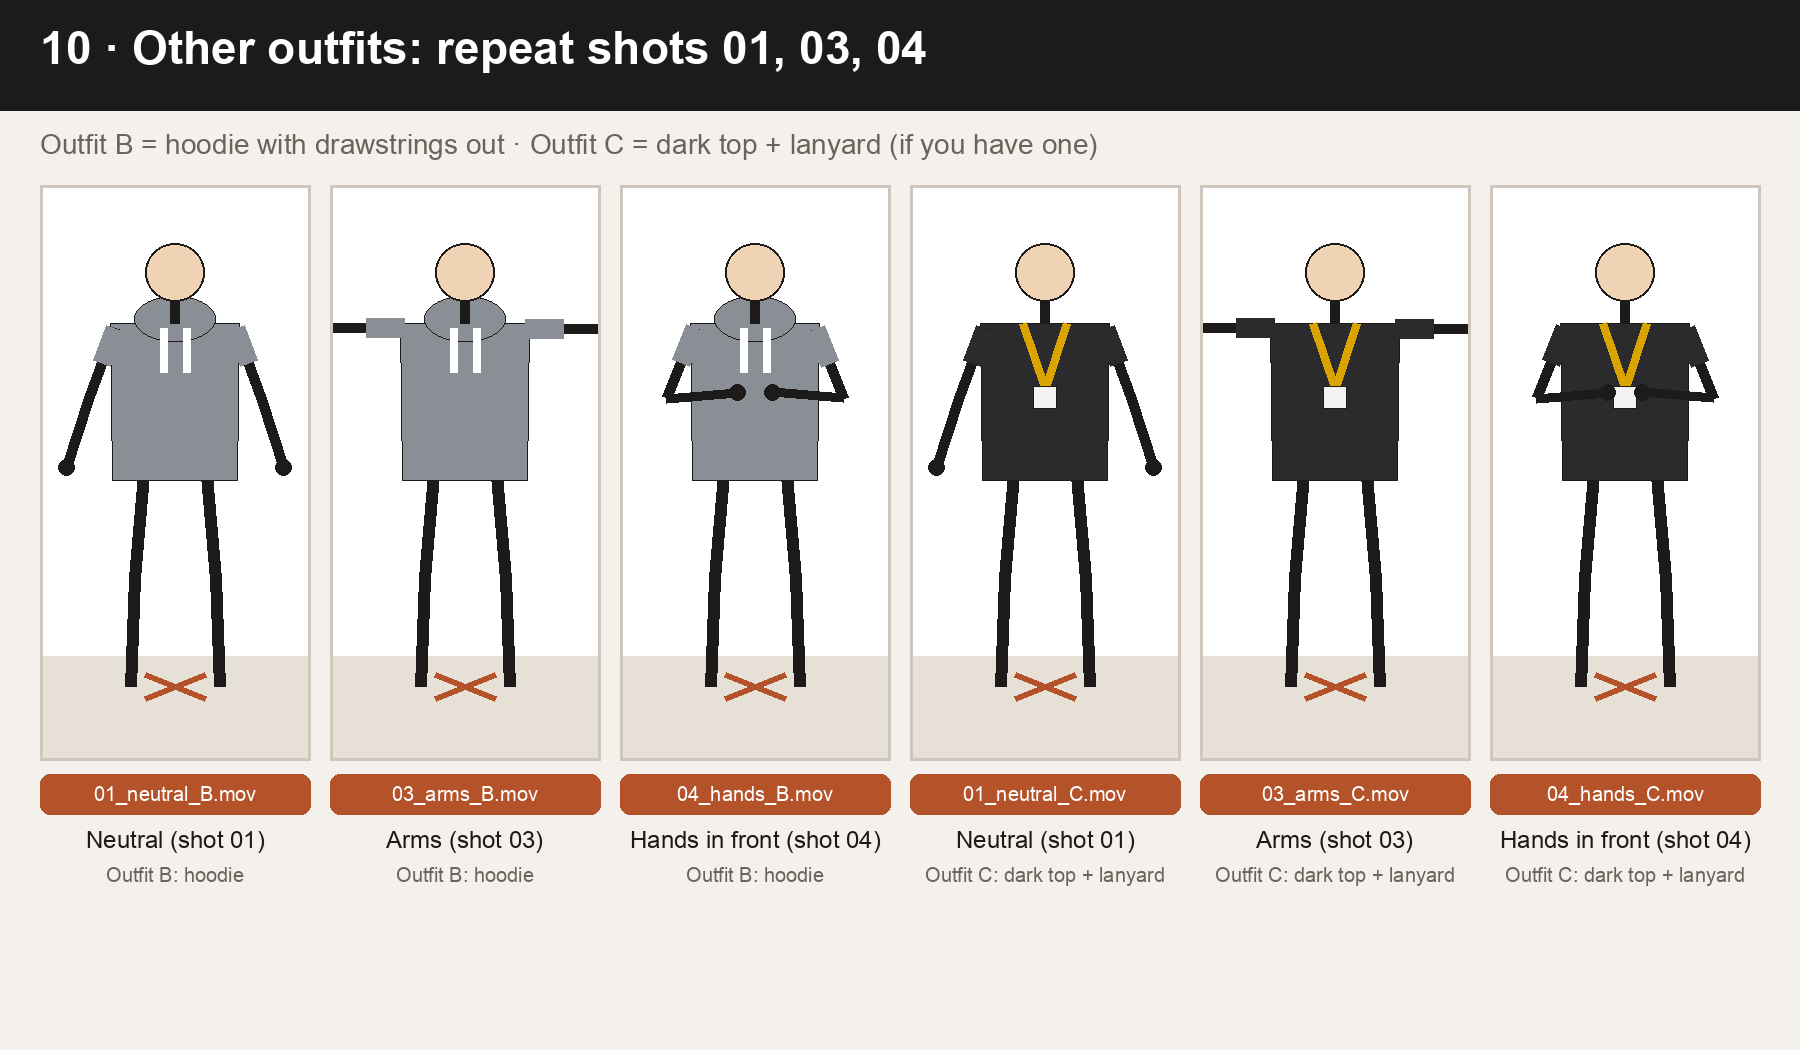 10 · Other outfits: repeat shots 01, 03, 04
Outfit B = hoodie with drawstrings out · Outfit C = dark top + lanyard (if you have one)
01_neutral_B.mov
Neutral (shot 01)
Outfit B: hoodie
03_arms_B.mov
Arms (shot 03)
Outfit B: hoodie
04_hands_B.mov
Hands in front (shot 04)
Outfit B: hoodie
01_neutral_C.mov
Neutral (shot 01)
Outfit C: dark top + lanyard
03_arms_C.mov
Arms (shot 03)
Outfit C: dark top + lanyard
04_hands_C.mov
Hands in front (shot 04)
Outfit C: dark top + lanyard